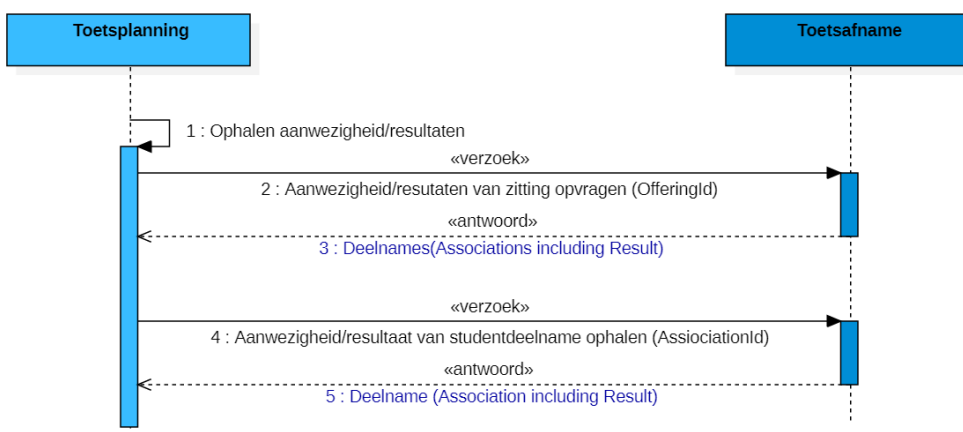 Toetsplanning
Toetsafname
1 : Ophalen aanwezigheid/resultaten
«verzoek»
2 : Aanwezigheid/resutaten van zitting opvragen (OfferingId)
«antwoord»
3 : Deelnames(Associations including Result)
«verzoek»
4 : Aanwezigheid/resultaat van studentdeelname ophalen (AssiociationId)
«antwoord»
5 : Deelname (Association including Result)